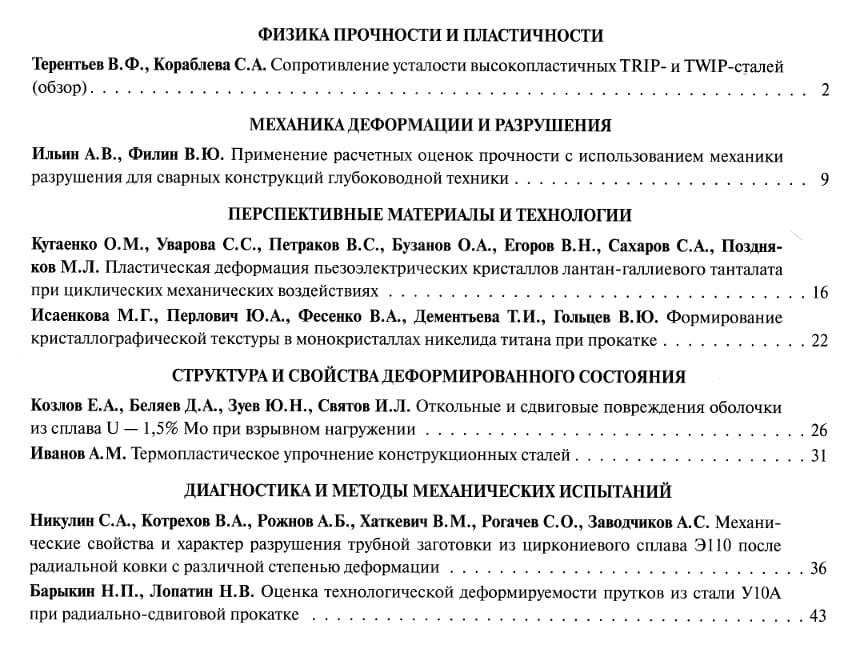 ФИЗИКА ПРОЧНОСТИ И ПЛАСТИЧНОСТИ
Терентьев В.Ф., Кораблева С.А. Сопротивление усталости высокопластичных TRIP- и TWIP-сталей
(обзор) . . . . . . . . . . . . . . . . . . . . . . . . . . . . . . . . . . . . . . . . 2
МЕХАНИКА ДЕФОРМАЦИИ И РАЗРУШЕНИЯ
Ильин А.В., Филин В.Ю. Применение расчетных оценок прочности с использованием механики
разрушения для сварных конструкций глубоководной техники . . . . . . . . . . . . . . . . 9
ПЕРСПЕКТИВНЫЕ МАТЕРИАЛЫ И ТЕХНОЛОГИИ
Кугаенко О.М., Уварова С.С., Петраков В.С., Бузанов О.А., Егоров В.Н., Сахаров С.А., Поздня-
ков М.Л. Пластическая деформация пьезоэлектрических кристаллов лантан-галлиевого танталата
при циклических механических воздействиях . . . . . . . . . . . . . . . . . . . . 16
Исаенкова М.Г., Перлович Ю.А., Фесенко В.А., Дементьева Т.И., Гольцев В.Ю. Формирование
кристаллографической текстуры в монокристаллах никелида титана при прокатке . . . . . . . . . . 22
СТРУКТУРА И СВОЙСТВА ДЕФОРМИРОВАННОГО СОСТОЯНИЯ
Козлов Е.А., Беляев Д.А., Зуев Ю.Н., Святов И.Л. Откольные и сдвиговые повреждения оболочки
из сплава U — 1,5% Мо при взрывном нагружении . . . . . . . . . . . . . . . . . . . . 26
Иванов А.М. Термопластическое упрочнение конструкционных сталей . . . . . . . . . . . . . . 31
ДИАГНОСТИКА И МЕТОДЫ МЕХАНИЧЕСКИХ ИСПЫТАНИЙ
Никулин С.А., Котрехов В.А., Рожнов А.Б., Хаткевич В.М., Рогачев С.О., Заводчиков А.С. Механи-
ческие свойства и характер разрушения трубной заготовки из циркониевого сплава Э110 после
радиальной ковки с различной степенью деформации . . . . . . . . . . . . . . . . . . . . 36
Барыкин Н.П., Лопатин Н.В. Оценка технологической деформируемости прутков из стали У10А
при радиально-сдвиговой прокатке . . . . . . . . . . . . . . . . . . . . . . . . . . 43